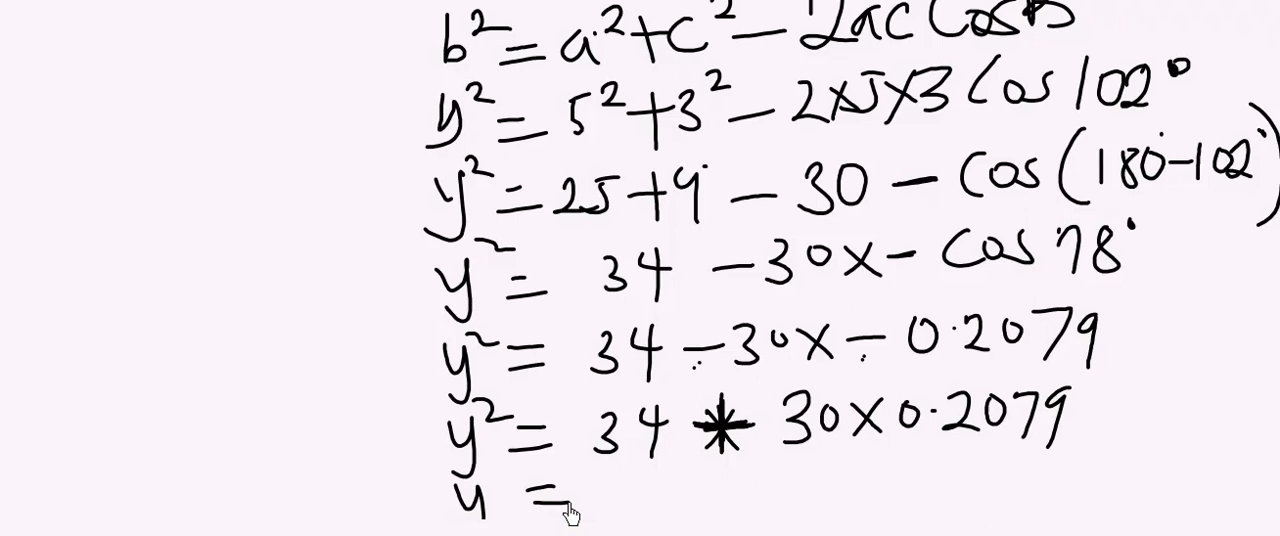 b² = a² + c² - 2ac Cos B
y² = 5² + 3² - 2×5×3 Cos 102°
y² = 25 + 9 - 30 - Cos (180° - 102°)
y² = 34 - 30 × - Cos 78°
y² = 34 - 30 × - 0.2079
y² = 34 * 30 × 0.2079
y =